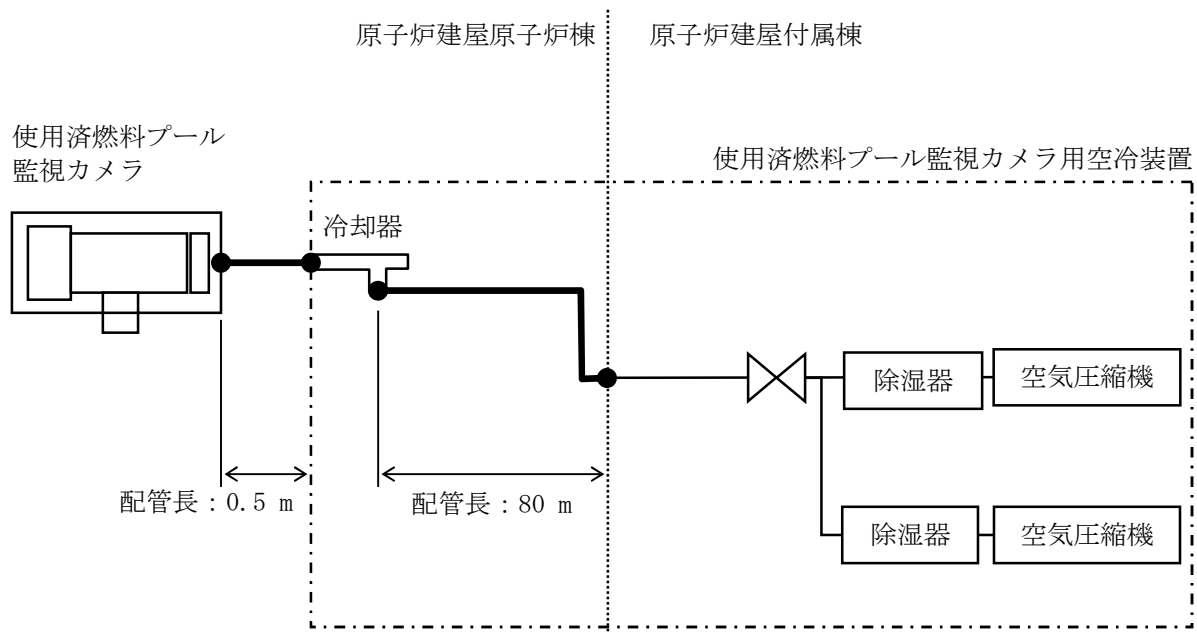 原子炉建屋原子炉棟
原子炉建屋付属棟
使用済燃料プール
監視カメラ
使用済燃料プール監視カメラ用空冷装置
冷却器
除湿器
空気圧縮機
配管長：0.5 m
配管長：80 m
除湿器
空気圧縮機